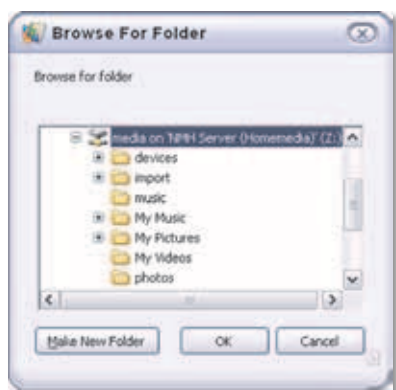 Browse For Folder
Browse for folder
media on 'NMH Server (Homemedia)' (Z:)
devices
import
music
My Music
My Pictures
My Videos
photos
Make New Folder
OK
Cancel